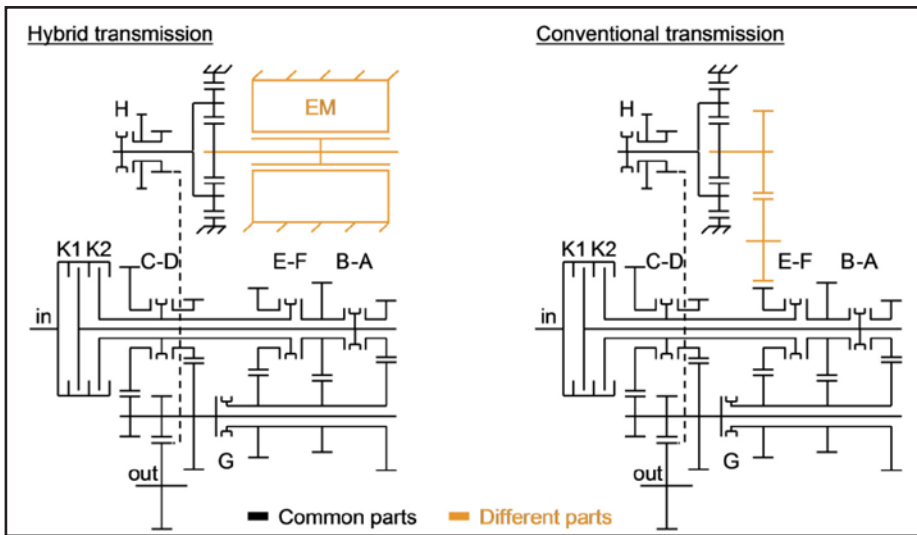 Hybrid transmission
Conventional transmission
H
EM
H
K1 K2
C-D
E-F
B-A
K1 K2
C-D
E-F
B-A
in
in
G
G
out
out
Common parts
Different parts